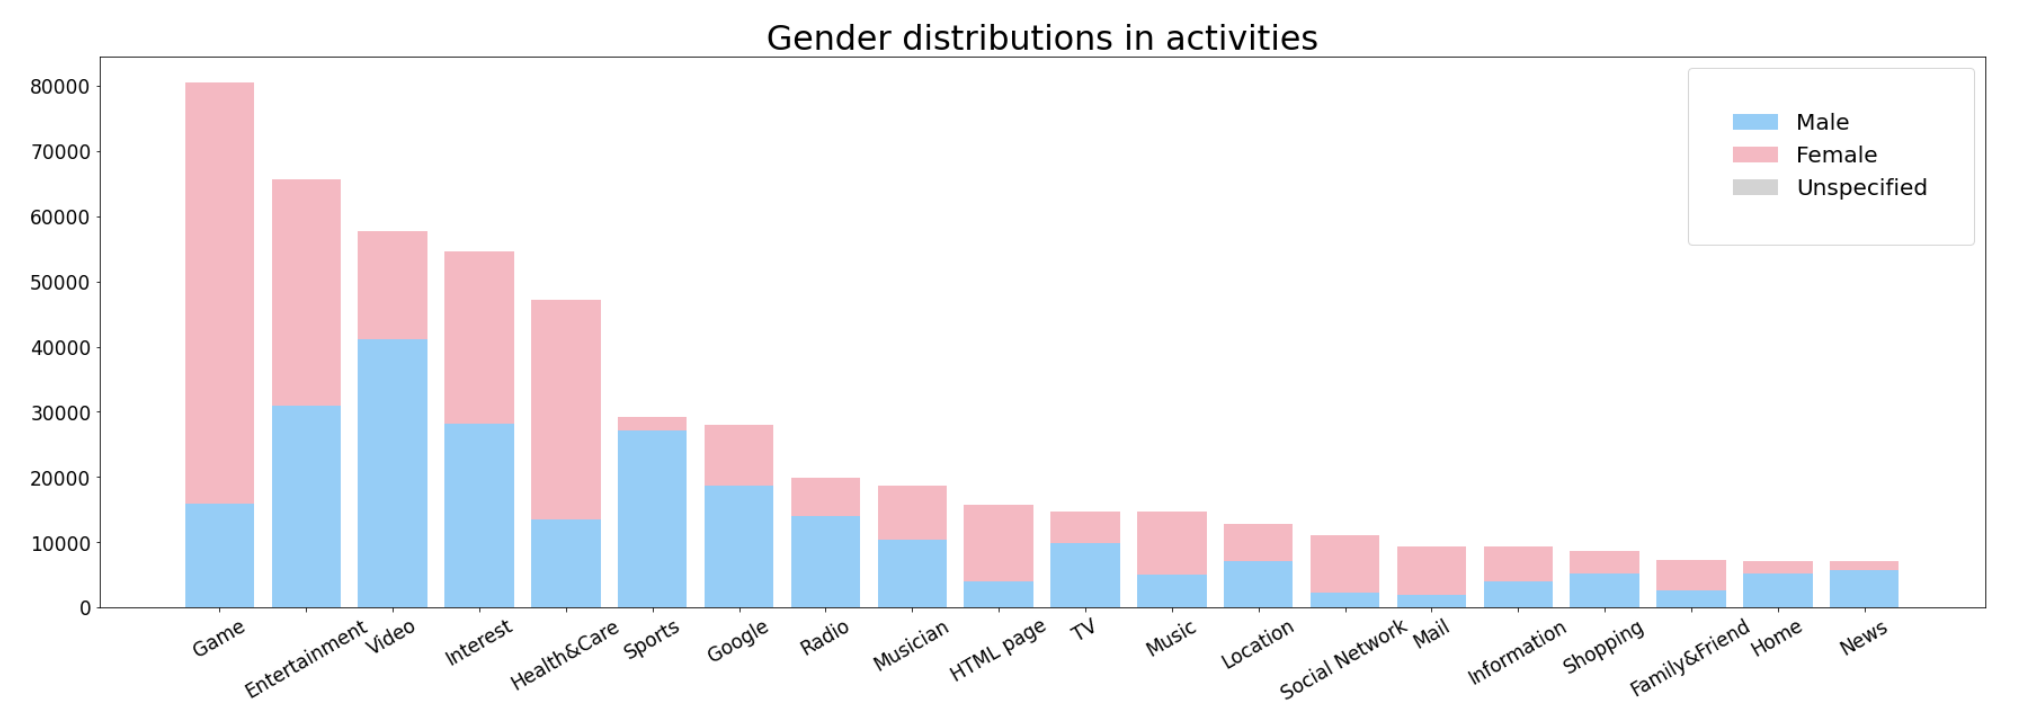 Gender distributions in activities
80000
70000
60000
50000
40000
30000
20000
10000
0
Male
Female
Unspecified
Game
Entertainment
Video
Interest
Health&Care
Sports
Google
Radio
Musician
HTML page
TV
Music
Location
Social Network
Mail
Information
Shopping
Family&Friend
Home
News